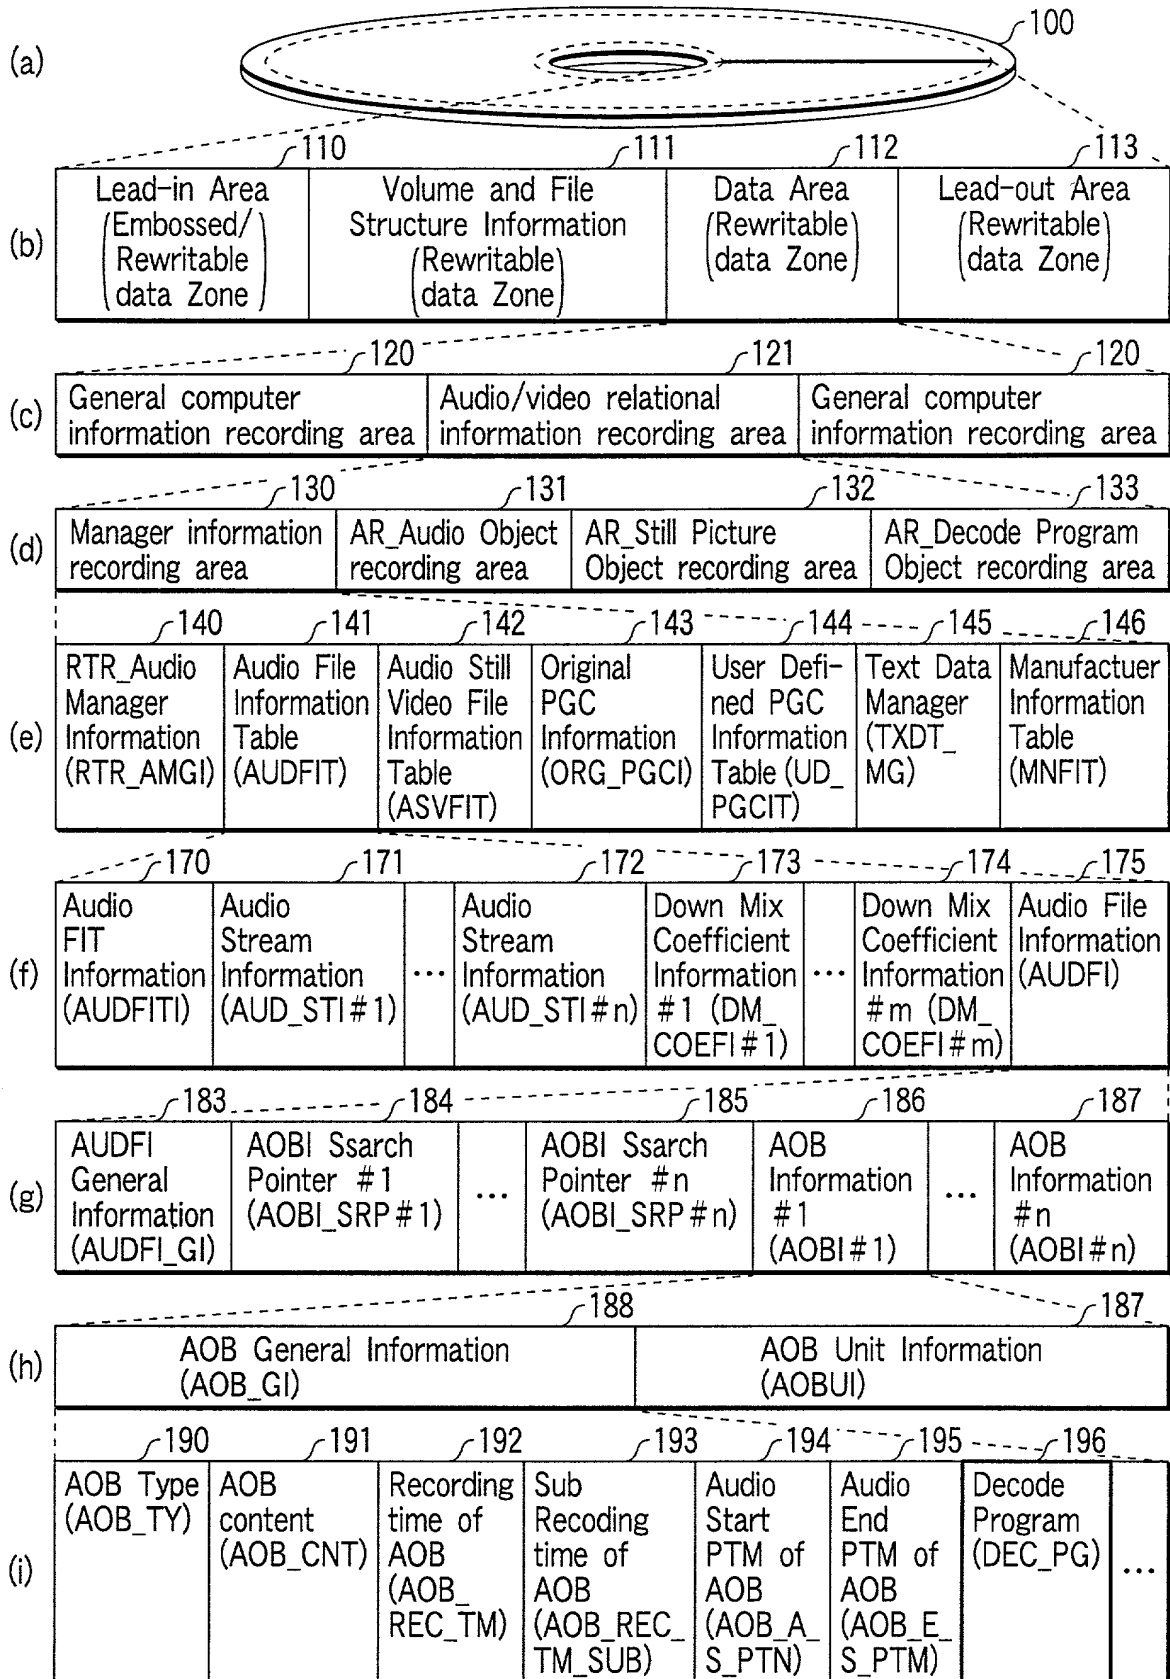 (a)
100
110
111
112
113
(b)
Lead-in Area
(Embossed/
Rewritable
data Zone)
Volume and File
Structure Information
(Rewritable
data Zone)
Data Area
(Rewritable
data Zone)
Lead-out Area
(Rewritable
data Zone)
120
121
120
(c)
General computer
information recording area
Audio/video relational
information recording area
General computer
information recording area
130
131
132
133
(d)
Manager information
recording area
AR_Audio Object
recording area
AR_Still Picture
Object recording area
AR_Decode Program
Object recording area
140
141
142
143
144
145
146
(e)
RTR_Audio
Manager
Information
(RTR_AMGI)
Audio File
Information
Table
(AUDFIT)
Audio Still
Video File
Information
Table
(ASVFIT)
Original
PGC
Information
(ORG_PGCI)
User Defi-
ned PGC
Information
Table (UD_
PGCIT)
Text Data
Manager
(TXDT_
MG)
Manufactuer
Information
Table
(MNFIT)
170
171
172
173
174
175
(f)
Audio
FIT
Information
(AUDFITI)
Audio
Stream
Information
(AUD_STI#1)
...
Audio
Stream
Information
(AUD_STI#n)
Down Mix
Coefficient
Information
#1 (DM_
COEFI#1)
...
Down Mix
Coefficient
Information
#m (DM_
COEFI#m)
Audio File
Information
(AUDFI)
183
184
185
186
187
(g)
AUDFI
General
Information
(AUDFI_GI)
AOBI Ssarch
Pointer #1
(AOBI_SRP#1)
...
AOBI Ssarch
Pointer #n
(AOBI_SRP#n)
AOB
Information
#1
(AOBI#1)
...
AOB
Information
#n
(AOBI#n)
188
187
(h)
AOB General Information
(AOB_GI)
AOB Unit Information
(AOBUI)
190
191
192
193
194
195
196
(i)
AOB Type
(AOB_TY)
AOB
content
(AOB_CNT)
Recording
time of
AOB
(AOB_
REC_TM)
Sub
Recoding
time of
AOB
(AOB_REC_
TM_SUB)
Audio
Start
PTM of
AOB
(AOB_A_
S_PTN)
Audio
End
PTM of
AOB
(AOB_E_
S_PTM)
Decode
Program
(DEC_PG)
...